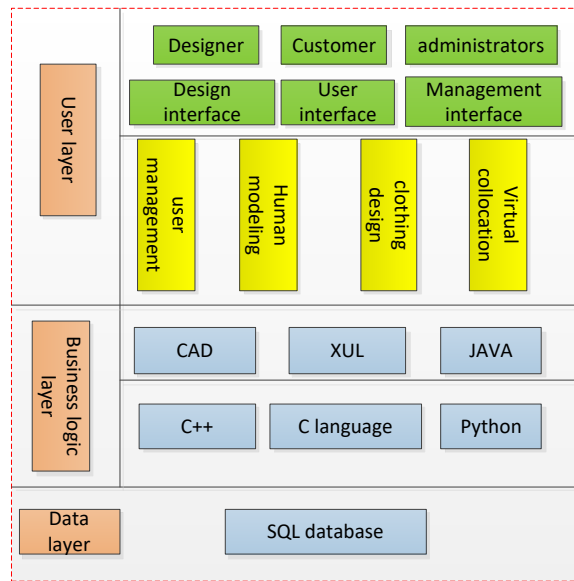 Designer
Customer
administrators
Design
interface
User
interface
Management
interface
User layer
user
management
Human
modeling
clothing
design
Virtual
collocation
Business logic
layer
CAD
XUL
JAVA
C++
C language
Python
Data
layer
SQL database